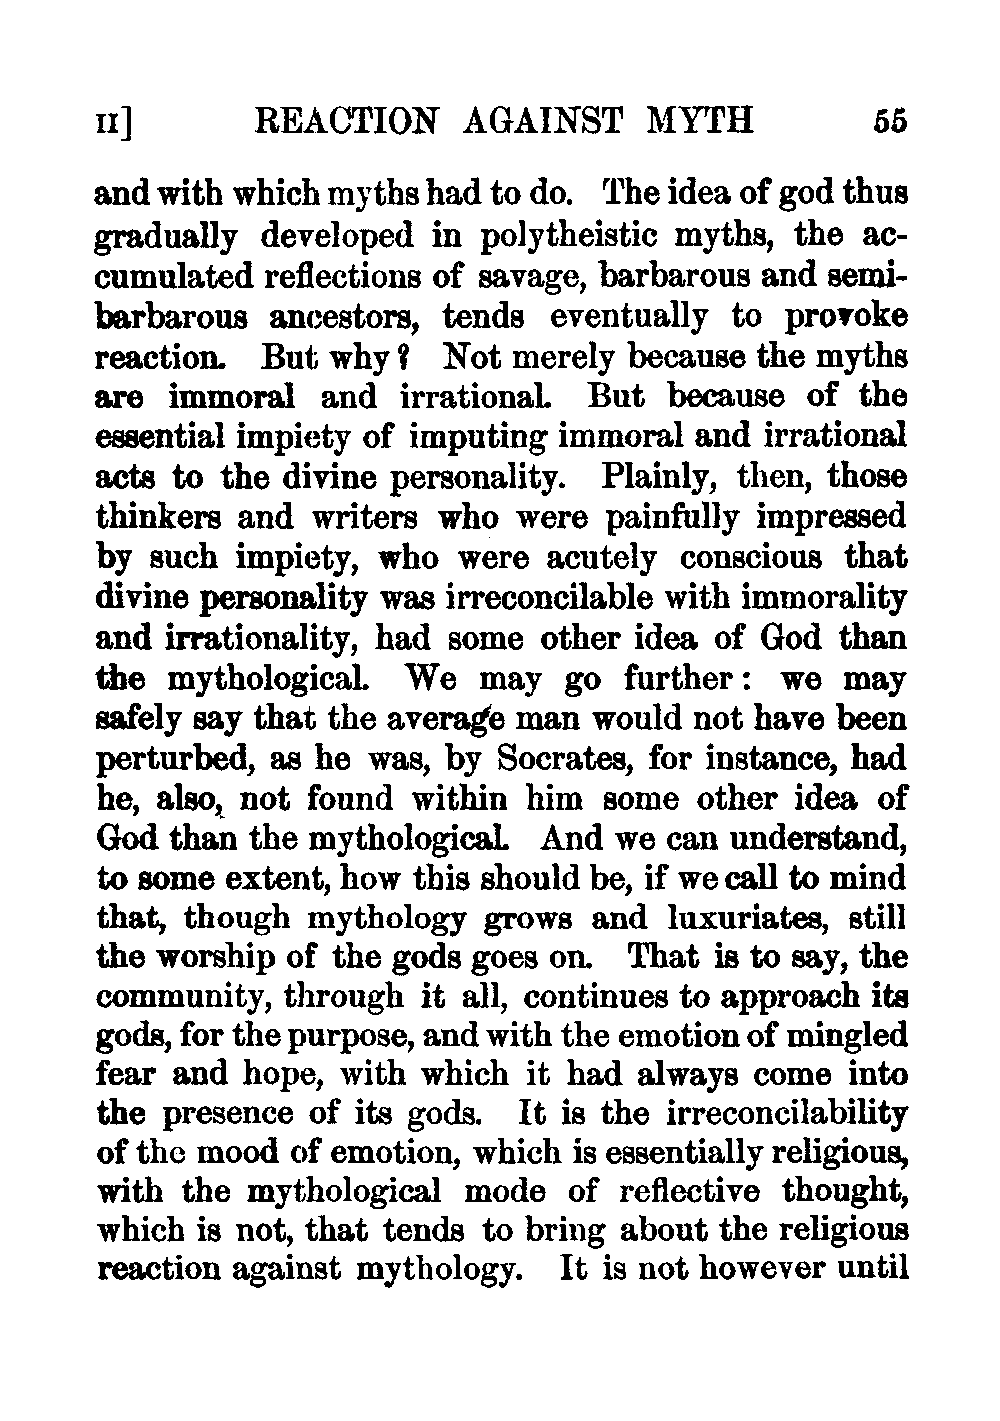 II] REACTION AGAINST MYTH 55
and with which myths had to do. The idea of god thus
gradually developed in polytheistic myths, the ac-
cumulated reflections of savage, barbarous and semi-
barbarous ancestors, tends eventually to provoke
reaction. But why? Not merely because the myths
are immoral and irrational. But because of the
essential impiety of imputing immoral and irrational
acts to the divine personality. Plainly, then, those
thinkers and writers who were painfully impressed
by such impiety, who were acutely conscious that
divine personality was irreconcilable with immorality
and irrationality, had some other idea of God than
the mythological. We may go further: we may
safely say that the average man would not have been
perturbed, as he was, by Socrates, for instance, had
he, also, not found within him some other idea of
God than the mythological. And we can understand,
to some extent, how this should be, if we call to mind
that, though mythology grows and luxuriates, still
the worship of the gods goes on. That is to say, the
community, through it all, continues to approach its
gods, for the purpose, and with the emotion of mingled
fear and hope, with which it had always come into
the presence of its gods. It is the irreconcilability
of the mood of emotion, which is essentially religious,
with the mythological mode of reflective thought,
which is not, that tends to bring about the religious
reaction against mythology. It is not however until